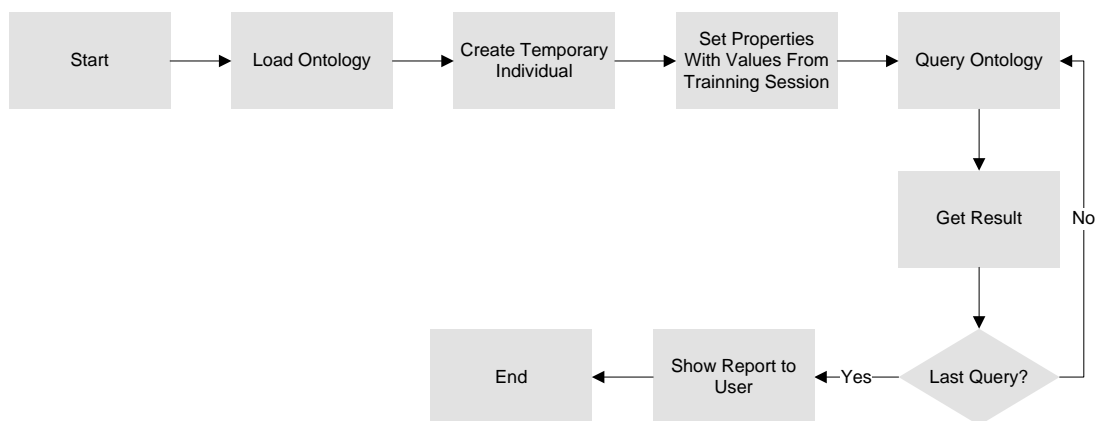 Start
Load Ontology
Create Temporary
Individual
Set Properties
With Values From
Trainning Session
Query Ontology
Get Result
No
Last Query?
Yes
Show Report to
User
End